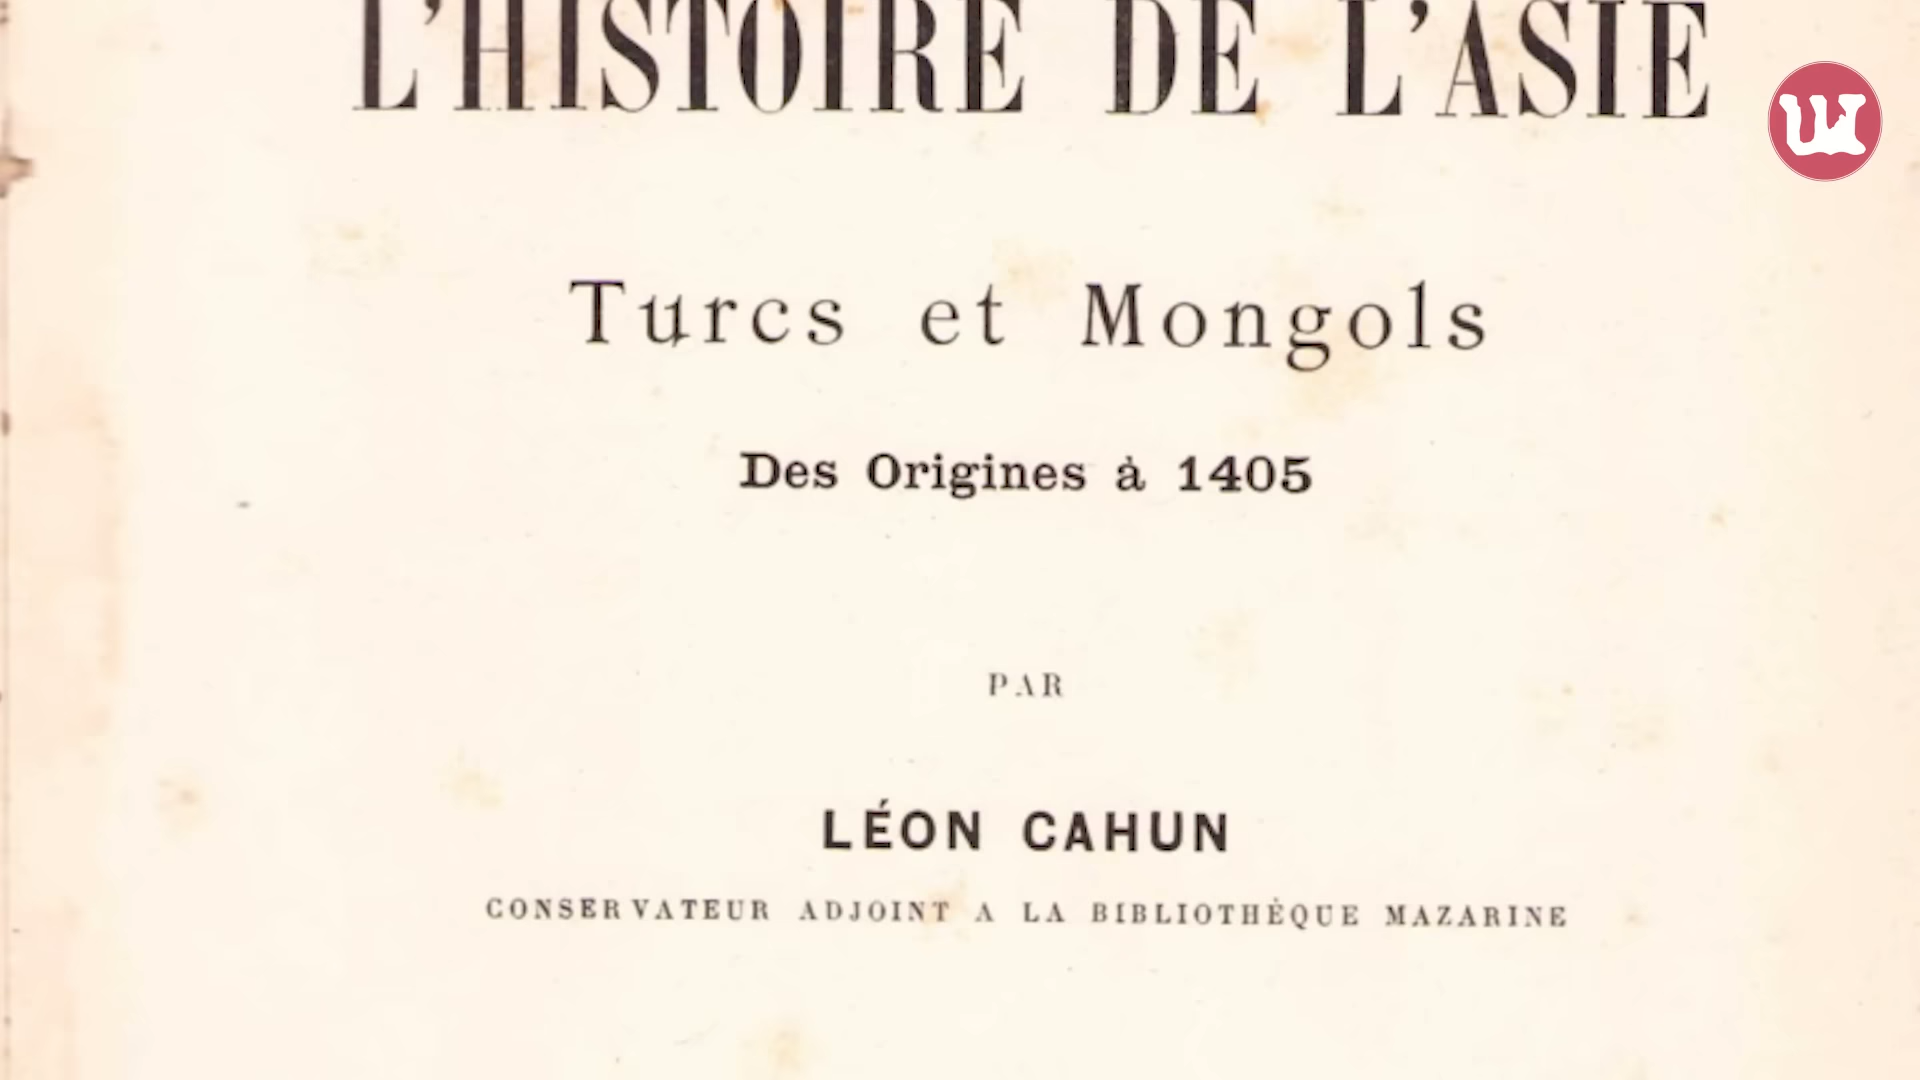 L'HISTOIRE DE L'ASIE
Turcs et Mongols
Des Origines à 1405
PAR
LÉON CAHUN
CONSERVATEUR ADJOINT A LA BIBLIOTHÈQUE MAZARINE